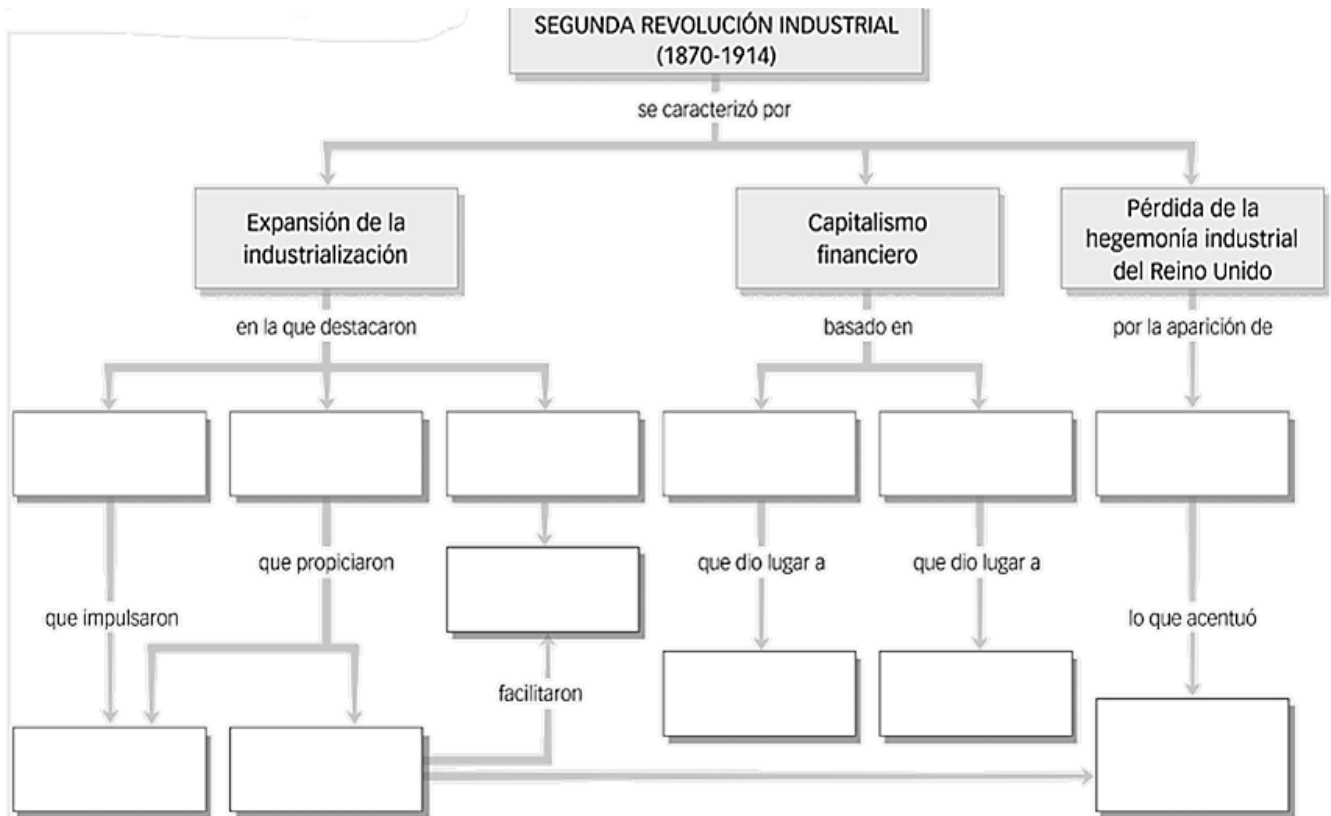 SEGUNDA REVOLUCIÓN INDUSTRIAL
(1870-1914)
se caracterizó por
Expansión de la
industrialización
Capitalismo
financiero
Pérdida de la
hegemonía industrial
del Reino Unido
en la que destacaron
basado en
por la aparición de
que propiciaron
que dio lugar a
que dio lugar a
que impulsaron
lo que acentuó
facilitaron